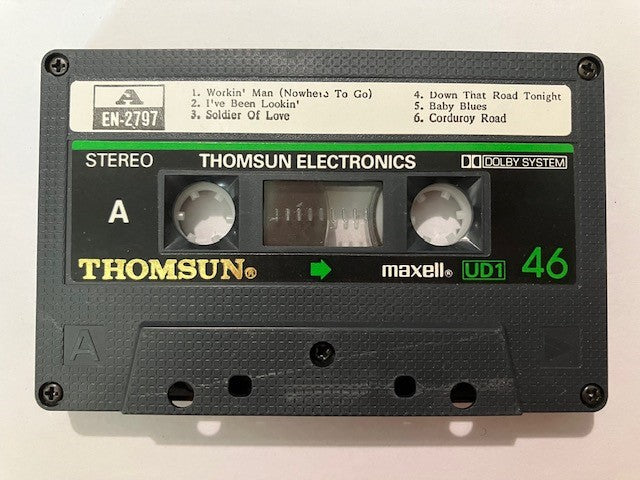 A
EN-2797
1. Workin' Man (Nowhere To Go)
2. I've Been Lookin'
3. Soldier Of Love
4. Down That Road Tonight
5. Baby Blues
6. Corduroy Road
STEREO THOMSUN ELECTRONICS DOLBY SYSTEM
A
THOMSUN® maxell® UD1 46
A